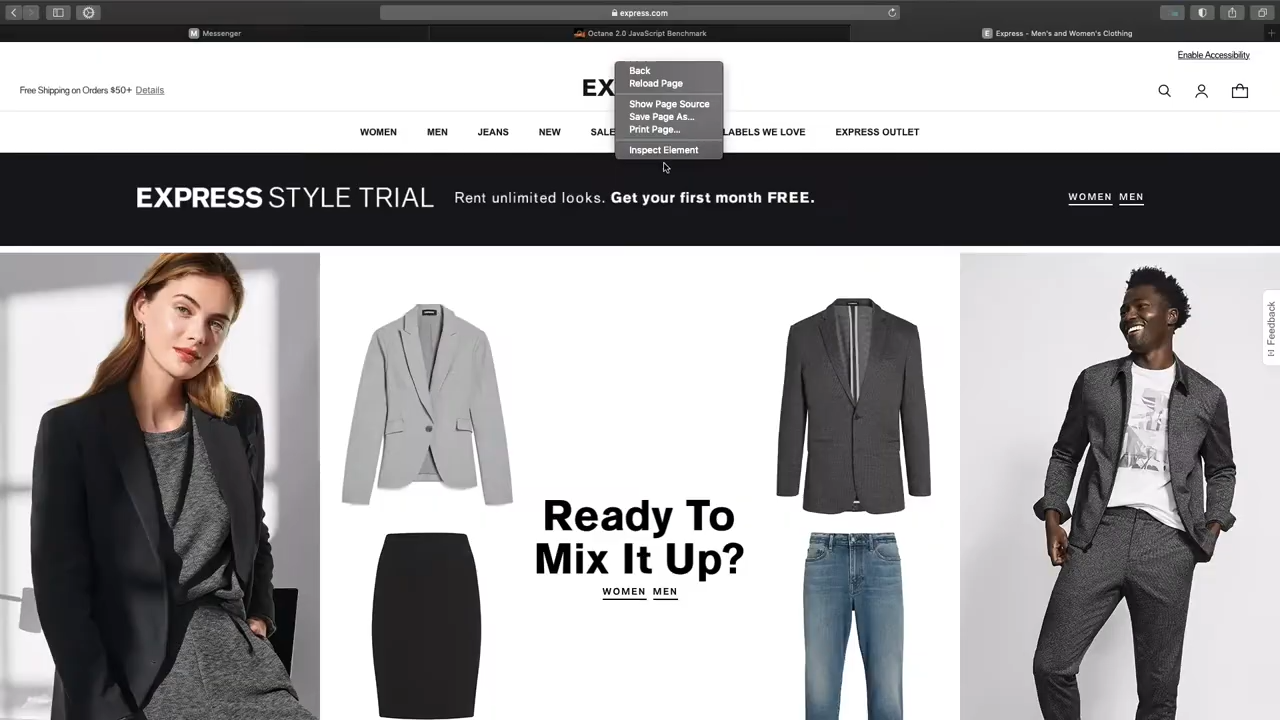 express.com
M Messenger
Octane 2.0 JavaScript Benchmark
E Express - Men's and Women's Clothing
Enable Accessibility
Free Shipping on Orders $50+ Details
EX
Back
Reload Page
Show Page Source
Save Page As...
Print Page...
Inspect Element
WOMEN MEN JEANS NEW SALE LABELS WE LOVE EXPRESS OUTLET
EXPRESS STYLE TRIAL Rent unlimited looks. Get your first month FREE. WOMEN MEN
Feedback
Ready To
Mix It Up?
WOMEN MEN